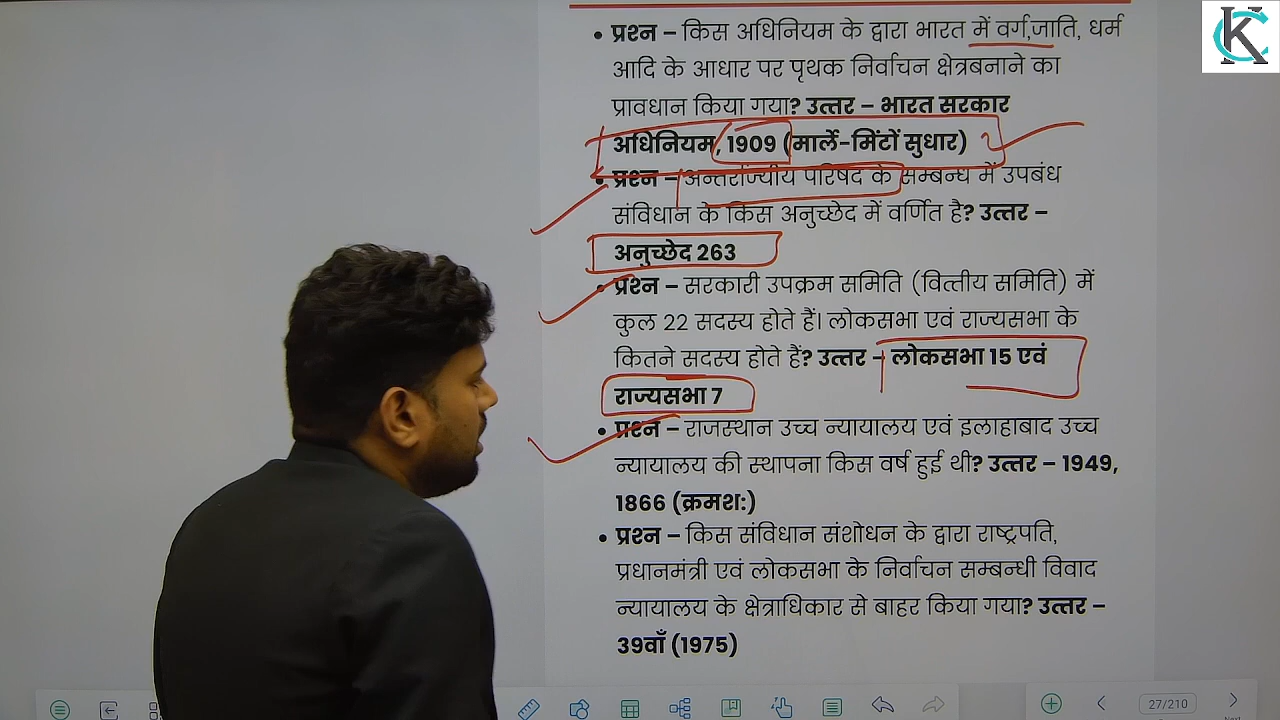 • प्रश्न – किस अधिनियम के द्वारा भारत में वर्ग,जाति, धर्म
आदि के आधार पर पृथक निर्वाचन क्षेत्रबनाने का
प्रावधान किया गया? उत्तर – भारत सरकार
अधिनियम, 1909 (मार्ले-मिंटों सुधार)
• प्रश्न – अन्तर्राज्यीय परिषद के सम्बन्ध में उपबंध
संविधान के किस अनुच्छेद में वर्णित है? उत्तर –
अनुच्छेद 263
• प्रश्न – सरकारी उपक्रम समिति (वित्तीय समिति) में
कुल 22 सदस्य होते हैं। लोकसभा एवं राज्यसभा के
कितने सदस्य होते हैं? उत्तर – लोकसभा 15 एवं
राज्यसभा 7
• प्रश्न – राजस्थान उच्च न्यायालय एवं इलाहाबाद उच्च
न्यायालय की स्थापना किस वर्ष हुई थी? उत्तर – 1949,
1866 (क्रमश:)
• प्रश्न – किस संविधान संशोधन के द्वारा राष्ट्रपति,
प्रधानमंत्री एवं लोकसभा के निर्वाचन सम्बन्धी विवाद
न्यायालय के क्षेत्राधिकार से बाहर किया गया? उत्तर –
39वाँ (1975)
27/210
Next
KC